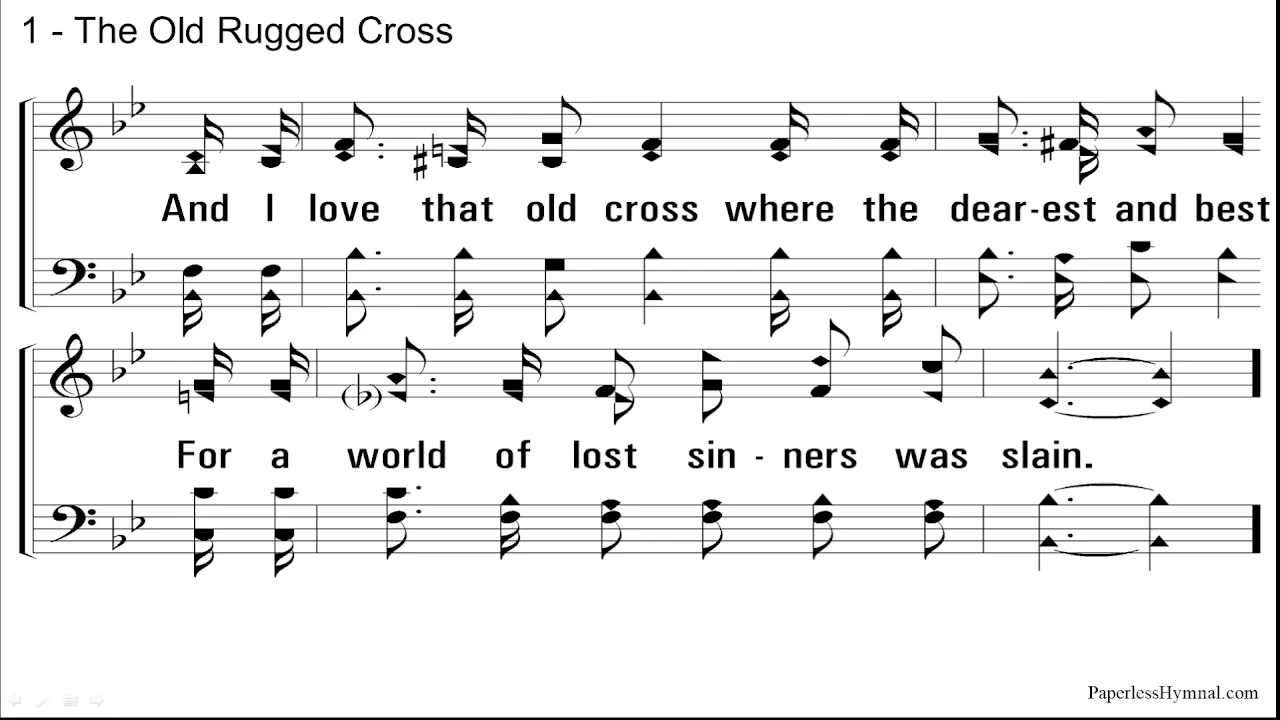 1 - The Old Rugged Cross
And I love that old cross where the dear-est and best
For a world of lost sin - ners was slain.
PaperlessHymnal.com